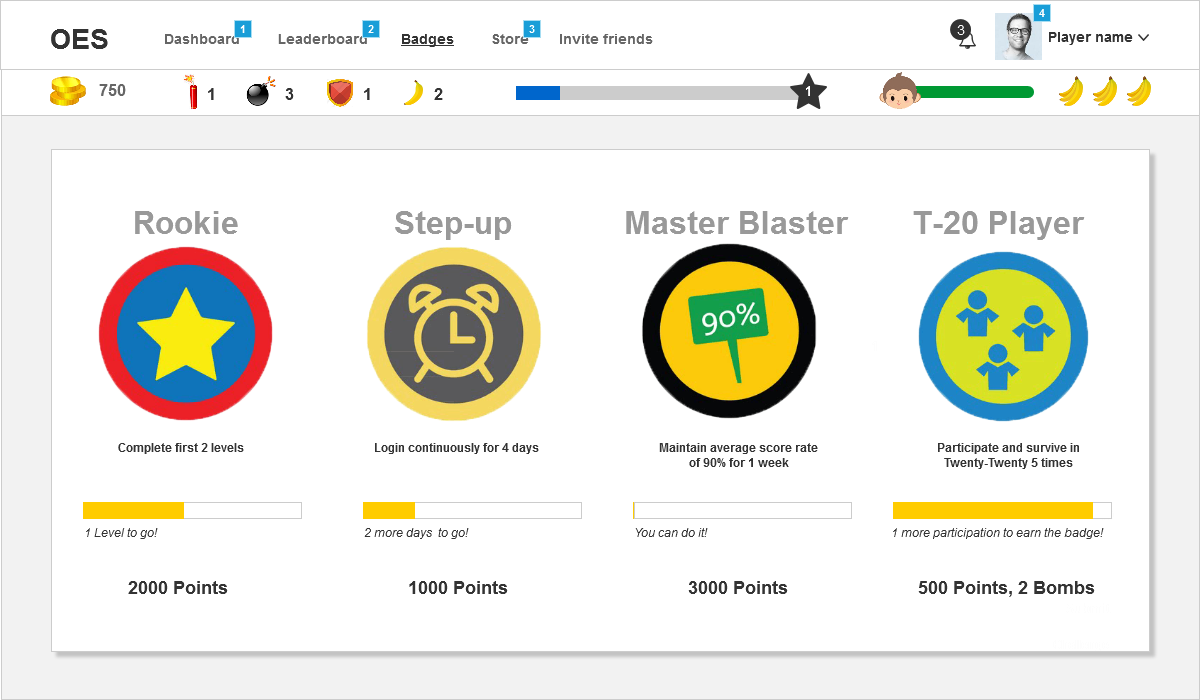 OES
Dashboard 1
Leaderboard 2
Badges
Store 3
Invite friends
3
4
Player name
750
1
3
1
2
1
Rookie
Step-up
Master Blaster
T-20 Player
90%
Complete first 2 levels
Login continuously for 4 days
Maintain average score rate
of 90% for 1 week
Participate and survive in
Twenty-Twenty 5 times
1 Level to go!
2 more days to go!
You can do it!
1 more participation to earn the badge!
2000 Points
1000 Points
3000 Points
500 Points, 2 Bombs